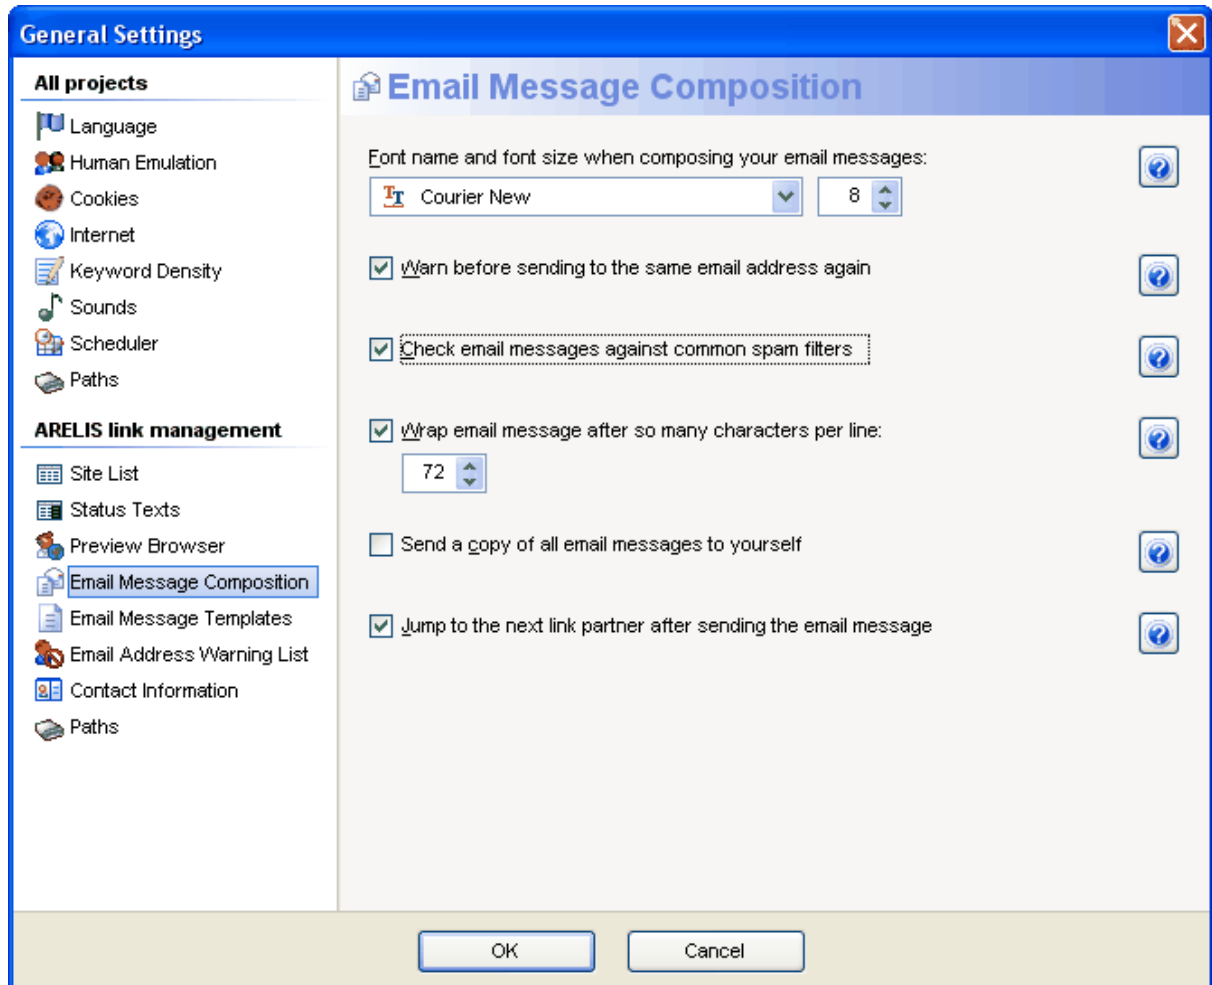 General Settings
All projects
Language
Human Emulation
Cookies
Internet
Keyword Density
Sounds
Scheduler
Paths
ARELIS link management
Site List
Status Texts
Preview Browser
Email Message Composition
Email Message Templates
Email Address Warning List
Contact Information
Paths
Email Message Composition
Font name and font size when composing your email messages:
Courier New 8
Warn before sending to the same email address again
Check email messages against common spam filters
Wrap email message after so many characters per line:
72
Send a copy of all email messages to yourself
Jump to the next link partner after sending the email message
OK Cancel